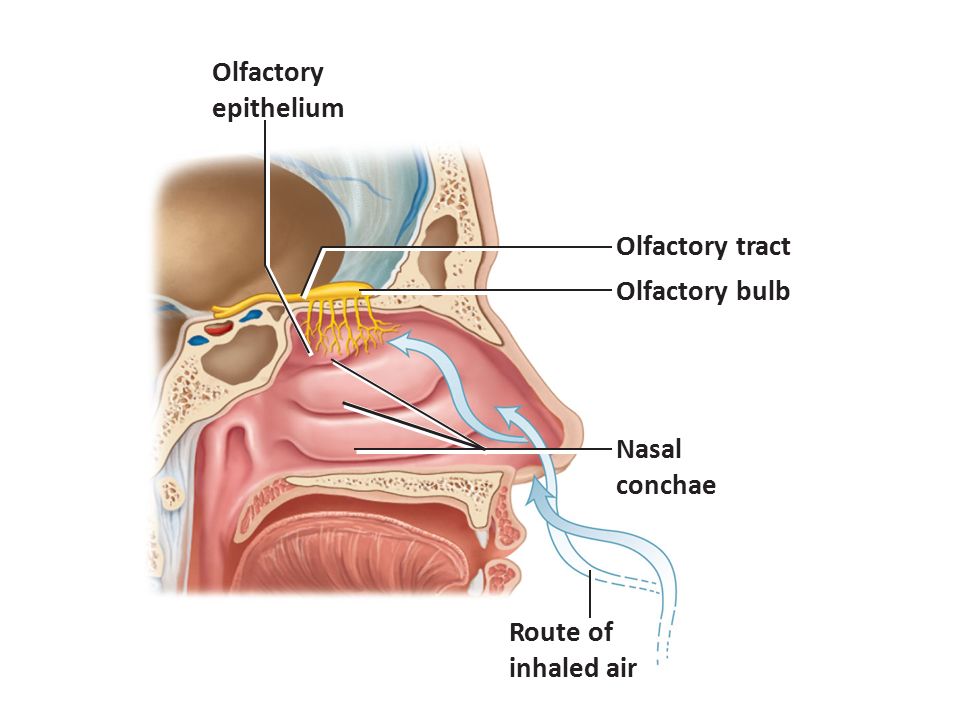 Olfactory
epithelium
Olfactory tract
Olfactory bulb
Nasal
conchae
Route of
inhaled air